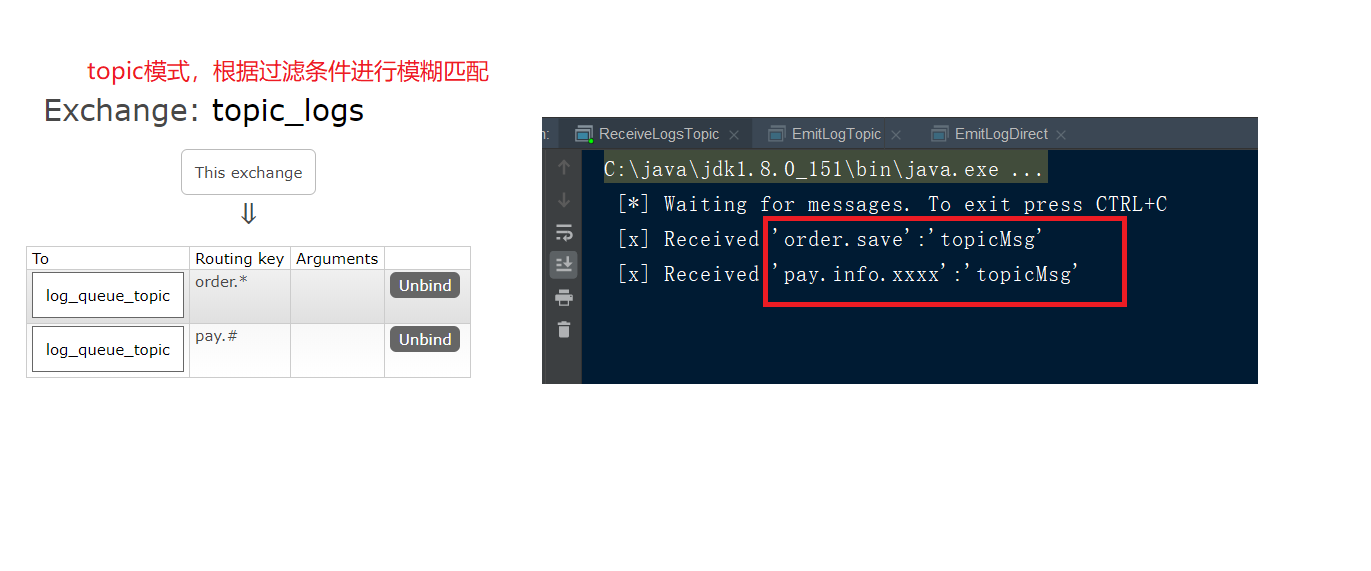 topic模式，根据过滤条件进行模糊匹配
Exchange: topic_logs
This exchange
⇓
To Routing key Arguments
log_queue_topic order.* Unbind
log_queue_topic pay.# Unbind
n: ReceiveLogsTopic × EmitLogTopic × EmitLogDirect ×
C:\java\jdk1.8.0_151\bin\java.exe ...
[*] Waiting for messages. To exit press CTRL+C
[x] Received 'order.save':'topicMsg'
[x] Received 'pay.info.xxxx':'topicMsg'